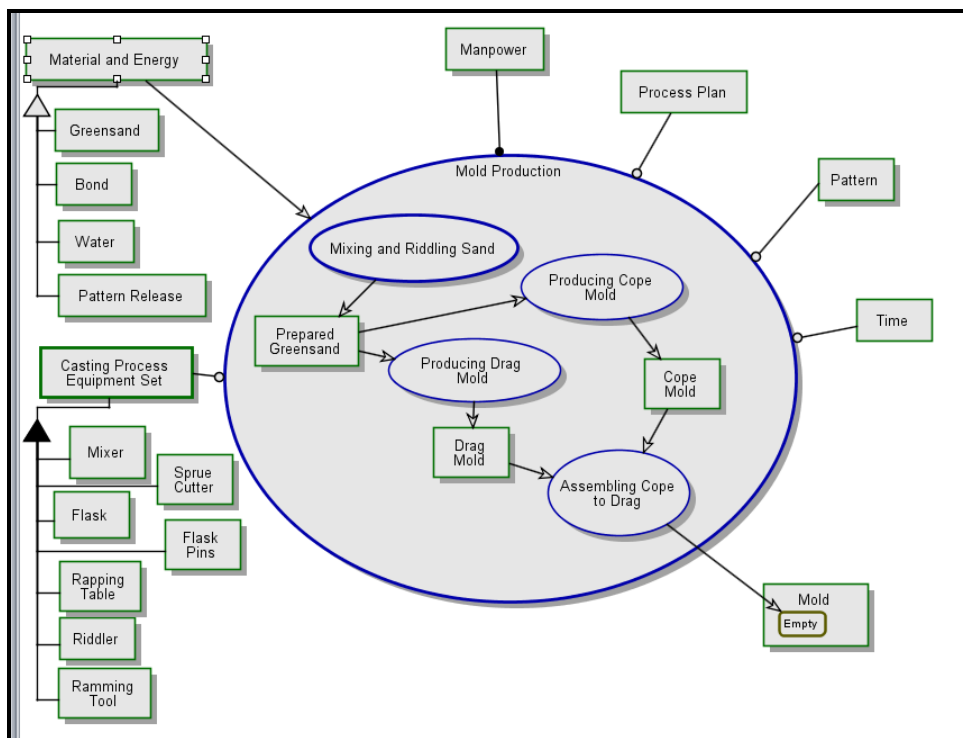 Material and Energy
Manpower
Process Plan
Greensand
Mold Production
Bond
Pattern
Water
Mixing and Riddling Sand
Pattern Release
Producing Cope
Mold
Time
Prepared
Greensand
Casting Process
Equipment Set
Producing Drag
Mold
Cope
Mold
Mixer
Drag
Mold
Sprue
Cutter
Assembling Cope
to Drag
Flask
Flask
Pins
Rapping
Table
Mold
Empty
Riddler
Ramming
Tool